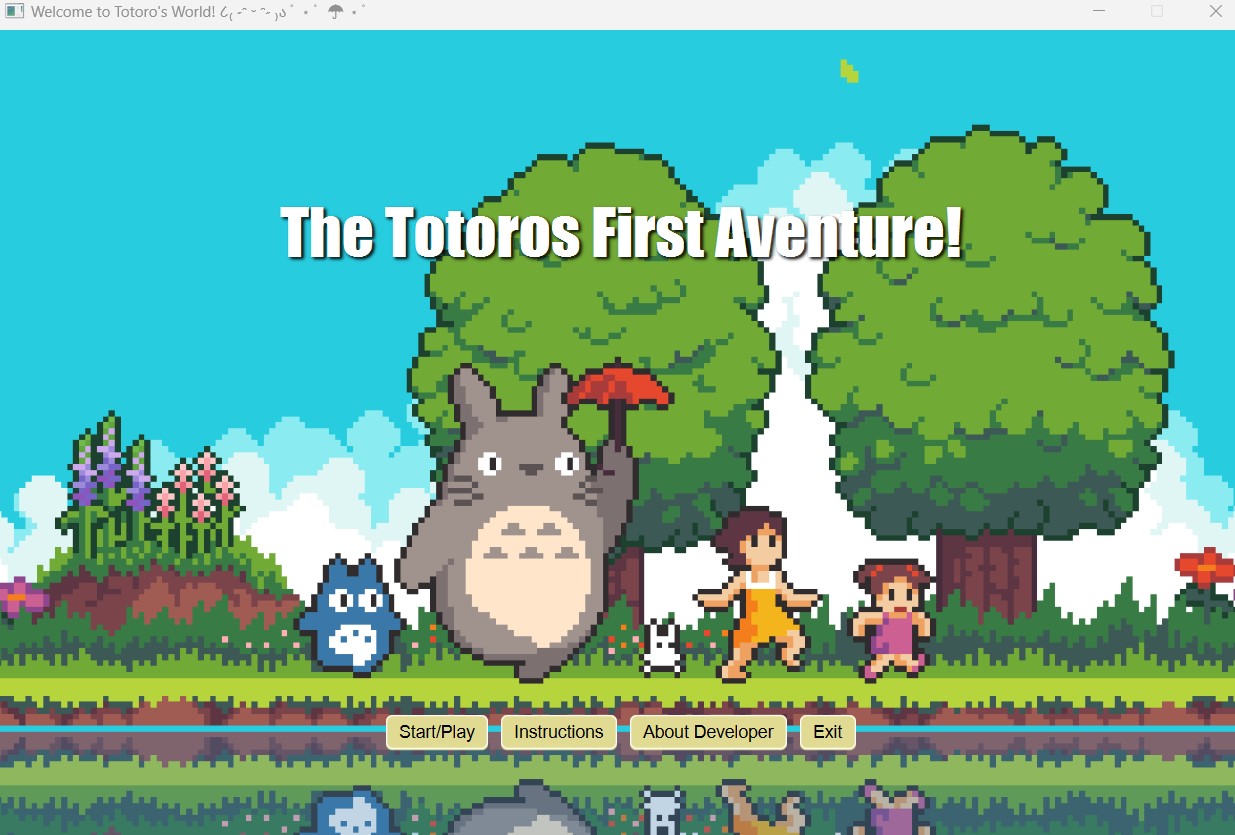 Welcome to Totoro's World!
The Totoros First Aventure!
Start/Play Instructions About Developer Exit